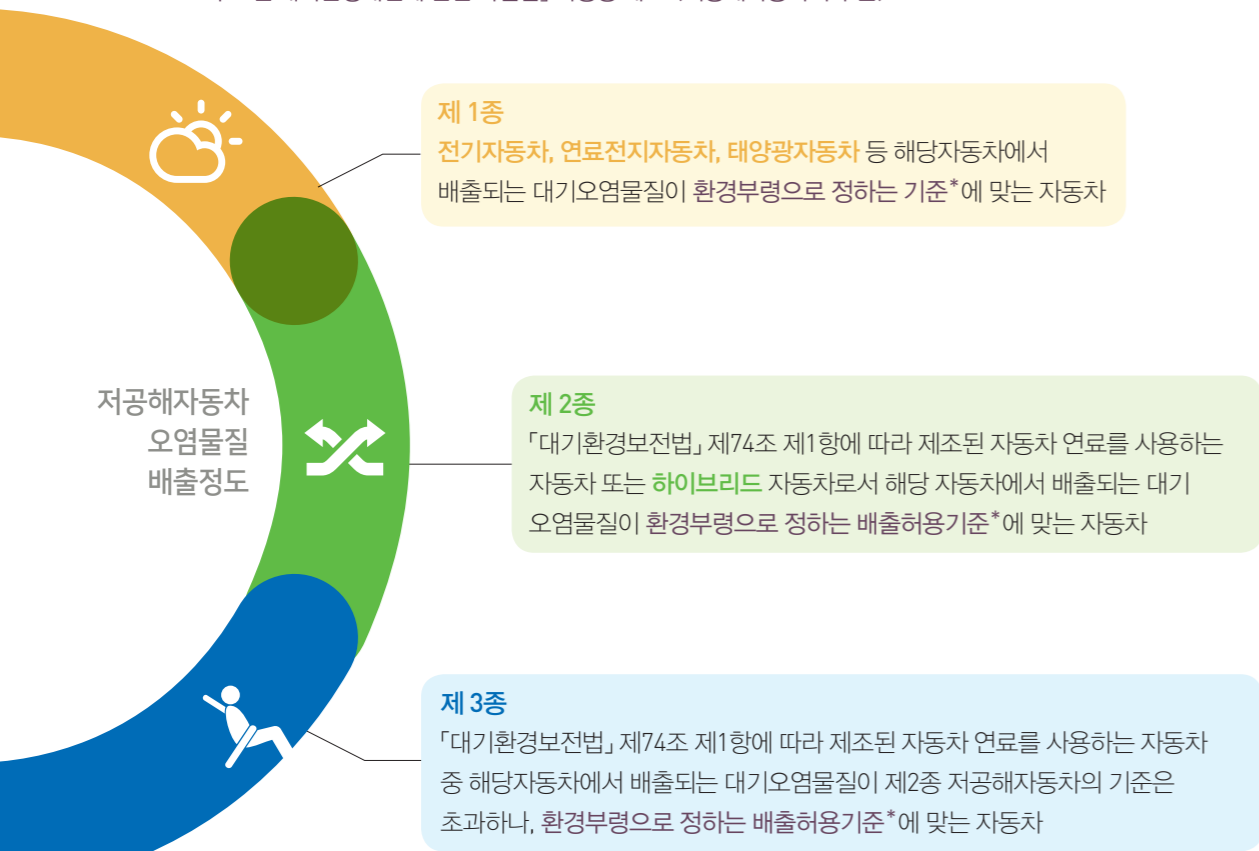 제 1종
전기자동차, 연료전지자동차, 태양광자동차 등 해당자동차에서
배출되는 대기오염물질이 환경부령으로 정하는 기준*에 맞는 자동차
저공해자동차
오염물질
배출정도
제 2종
「대기환경보전법」 제74조 제1항에 따라 제조된 자동차 연료를 사용하는
자동차 또는 하이브리드 자동차로서 해당 자동차에서 배출되는 대기
오염물질이 환경부령으로 정하는 배출허용기준*에 맞는 자동차
제 3종
「대기환경보전법」 제74조 제1항에 따라 제조된 자동차 연료를 사용하는 자동차
중 해당자동차에서 배출되는 대기오염물질이 제2종 저공해자동차의 기준은
초과하나, 환경부령으로 정하는 배출허용기준*에 맞는 자동차